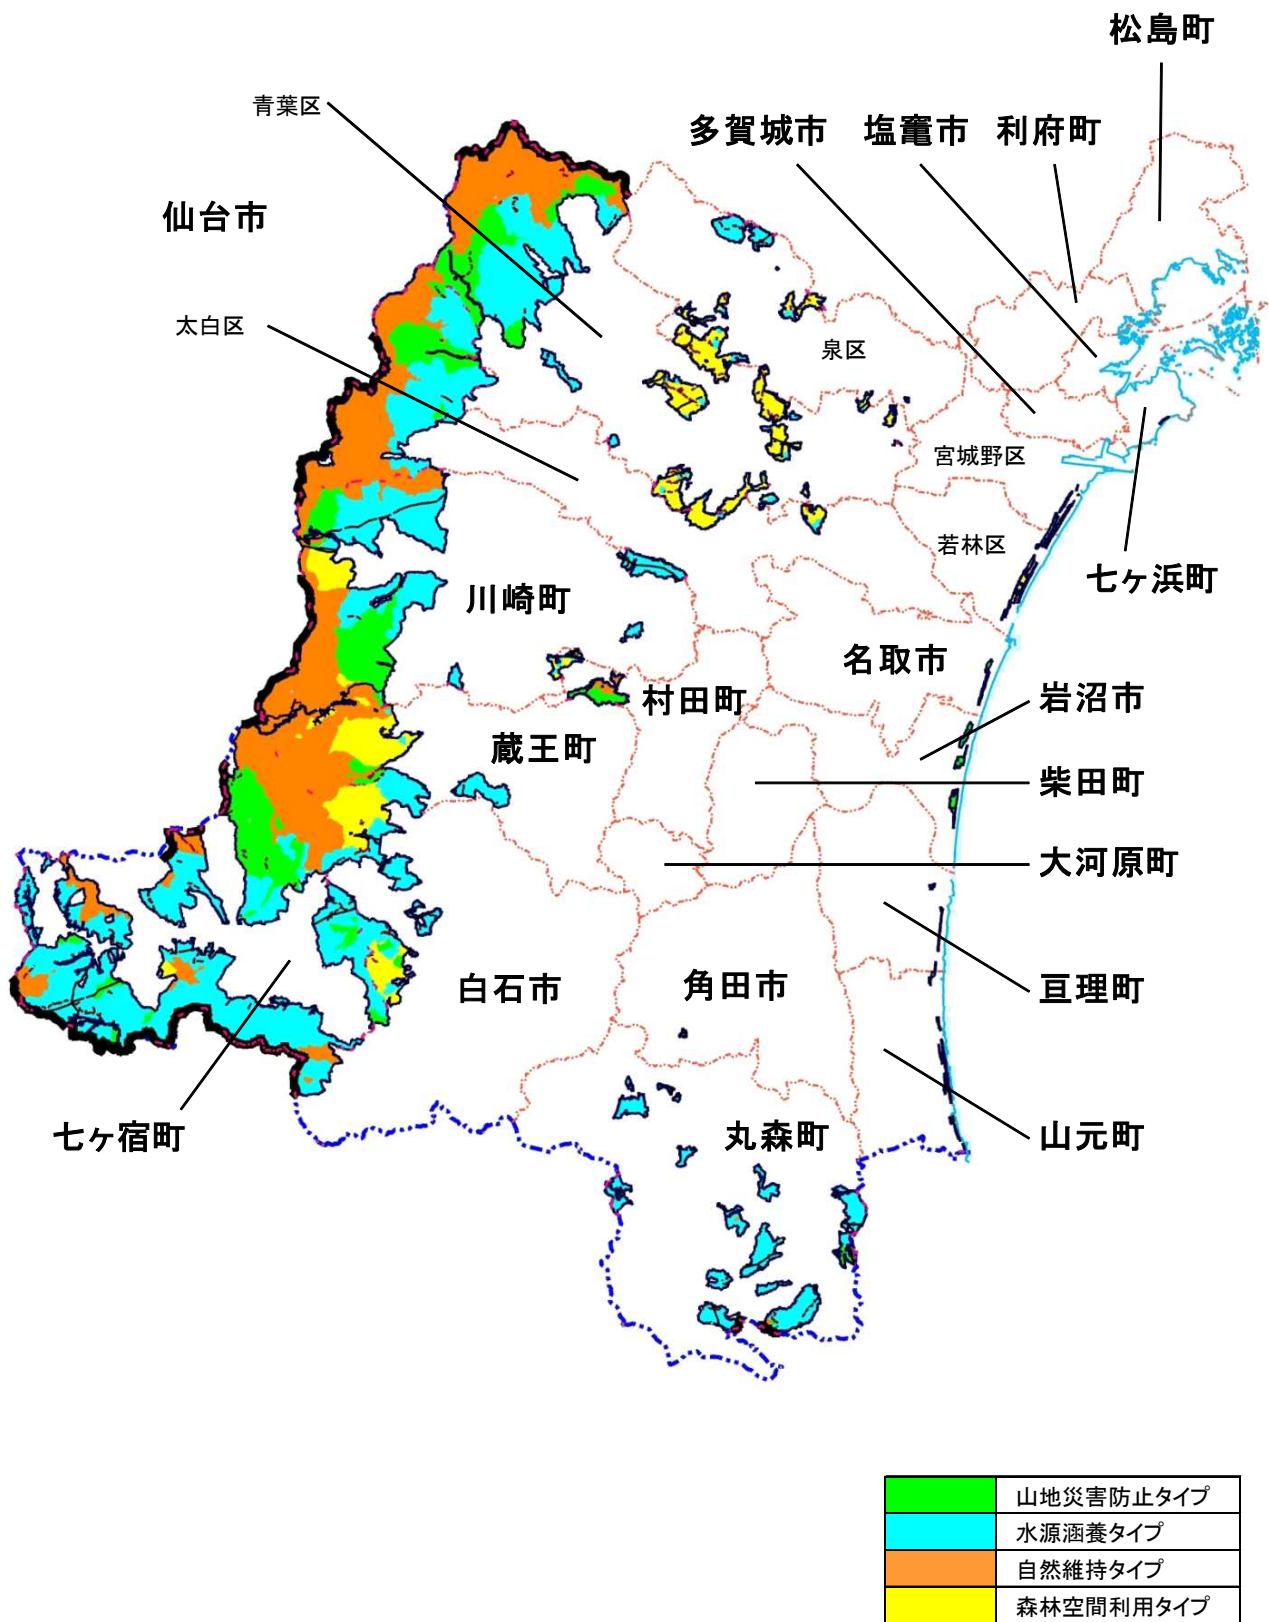 松島町
青葉区
多賀城市
塩竈市
利府町
仙台市
太白区
泉区
宮城野区
若林区
七ヶ浜町
川崎町
名取市
村田町
岩沼市
蔵王町
柴田町
大河原町
白石市
角田市
亘理町
七ヶ宿町
丸森町
山元町
山地災害防止タイプ
水源涵養タイプ
自然維持タイプ
森林空間利用タイプ